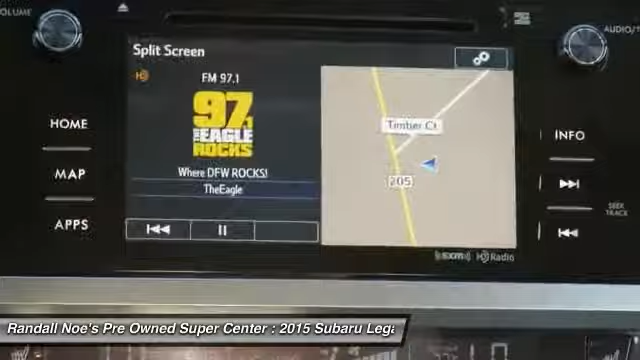 VOLUME
AUDIO/T
Split Screen
FM 97.1
97.1
THE EAGLE
ROCKS
Where DFW ROCKS!
TheEagle
Timber Ct
205
HOME
MAP
APPS
INFO
SEEK
TRACK
((SXM)) HD Radio
Randall Noe's Pre Owned Super Center : 2015 Subaru Lega